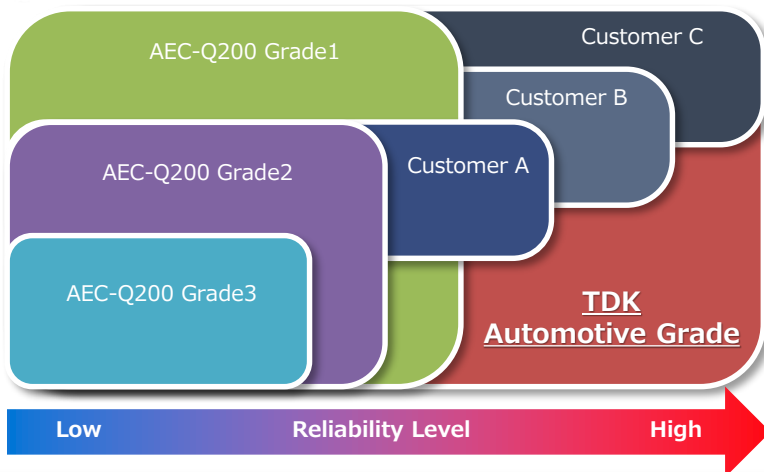 AEC-Q200 Grade1
Customer C
Customer B
AEC-Q200 Grade2
Customer A
AEC-Q200 Grade3
TDK
Automotive Grade
Low Reliability Level High